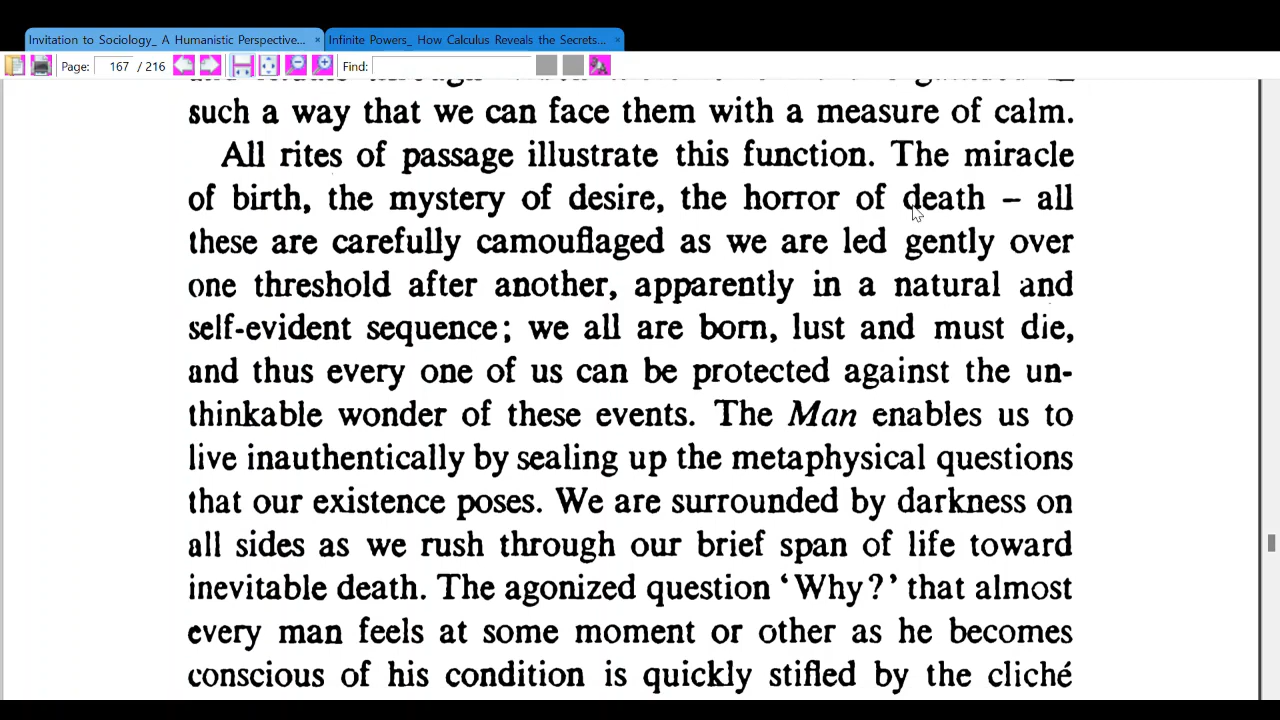 Invitation to Sociology_ A Humanistic Perspective... ×
Infinite Powers_ How Calculus Reveals the Secrets... ×
Page: 167 / 216 Find:
such a way that we can face them with a measure of calm.
All rites of passage illustrate this function. The miracle
of birth, the mystery of desire, the horror of death – all
these are carefully camouflaged as we are led gently over
one threshold after another, apparently in a natural and
self-evident sequence; we all are born, lust and must die,
and thus every one of us can be protected against the un-
thinkable wonder of these events. The Man enables us to
live inauthentically by sealing up the metaphysical questions
that our existence poses. We are surrounded by darkness on
all sides as we rush through our brief span of life toward
inevitable death. The agonized question ‘Why?’ that almost
every man feels at some moment or other as he becomes
conscious of his condition is quickly stifled by the cliché